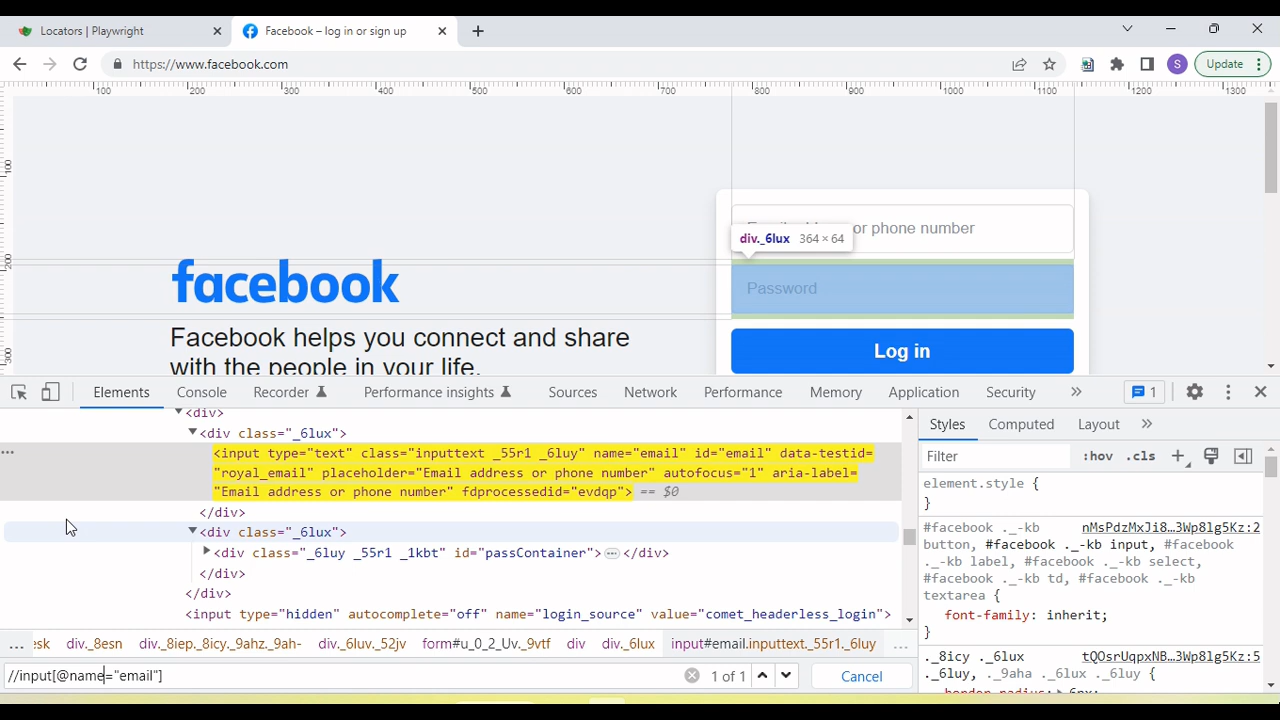 Locators | Playwright
Facebook – log in or sign up
https://www.facebook.com
S
Update
100 200 300 400 500 600 700 800 900 1000 1100 1200 1300
100
200
300
or phone number
div._6lux 364 × 64
Password
Log in
facebook
Facebook helps you connect and share
with the people in your life.
Elements Console Recorder Performance insights Sources Network Performance Memory Application Security » 1
▼<div>
▼<div class="_6lux">
<input type="text" class="inputtext _55r1 _6luy" name="email" id="email" data-testid=
"royal_email" placeholder="Email address or phone number" autofocus="1" aria-label=
"Email address or phone number" fdprocessedid="evdqp"> == $0
</div>
▼<div class="_6lux">
▶<div class="_6luy _55r1 _1kbt" id="passContainer"> ⋯ </div>
</div>
</div>
<input type="hidden" autocomplete="off" name="login_source" value="comet_headerless_login">
... esk div._8esn div._8iep._8icy._9ahz._9ah- div._6luv._52jv form#u_0_2_Uv._9vtf div div._6lux input#email.inputtext._55r1._6luy ...
//input[@name="email"]
1 of 1
Cancel
Styles Computed Layout »
Filter :hov .cls +
element.style {
}
#facebook ._-kb nMsPdzMxJi8…3Wp8lg5Kz:2
button, #facebook ._-kb input, #facebook
._-kb label, #facebook ._-kb select,
#facebook ._-kb td, #facebook ._-kb
textarea {
font-family: inherit;
}
._8icy ._6lux tQOsrUqpxNB…3Wp8lg5Kz:5
._6luy, ._9aha ._6lux ._6luy {
border-radius: ▶ 6px;